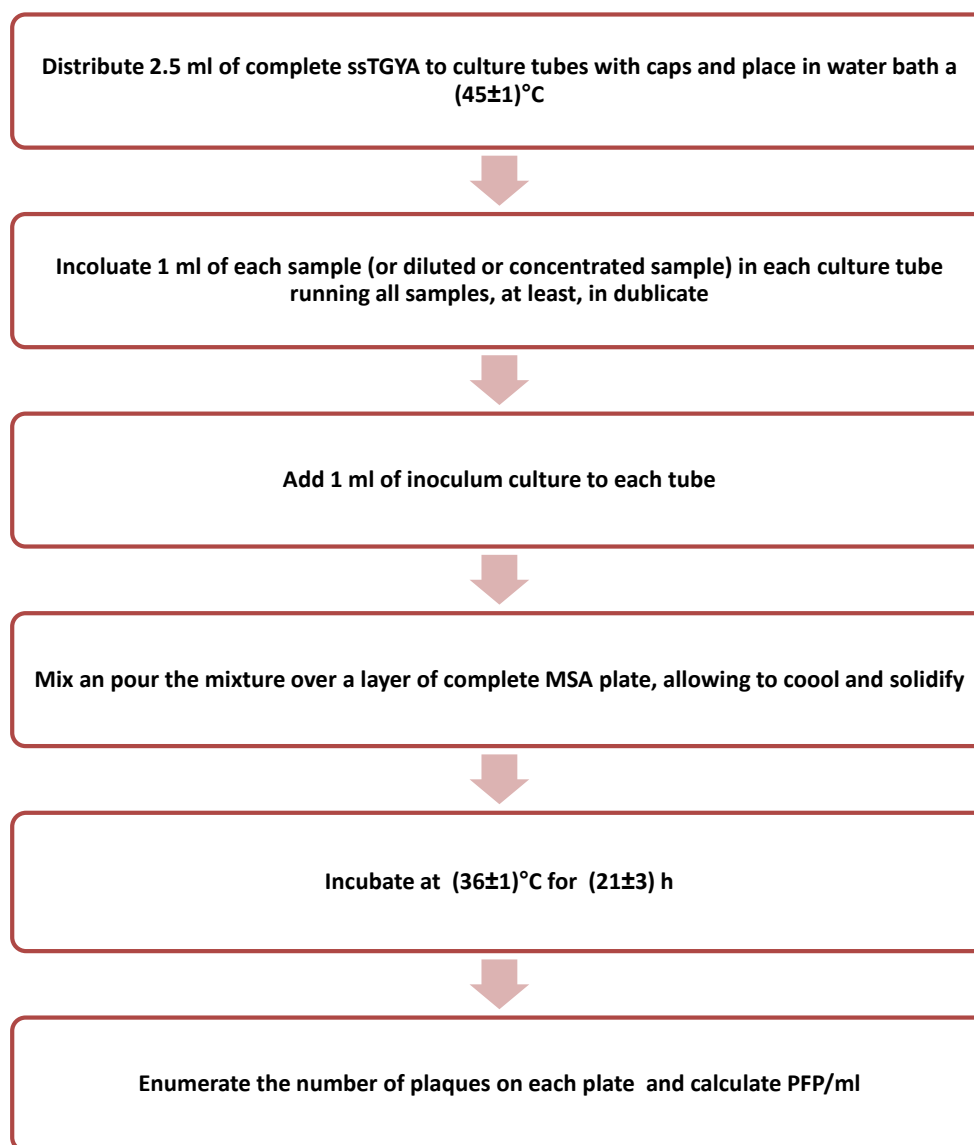 Distribute 2.5 ml of complete ssTGYA to culture tubes with caps and place in water bath a
(45±1)°C
Incoluate 1 ml of each sample (or diluted or concentrated sample) in each culture tube
running all samples, at least, in dublicate
Add 1 ml of inoculum culture to each tube
Mix an pour the mixture over a layer of complete MSA plate, allowing to coool and solidify
Incubate at (36±1)°C for (21±3) h
Enumerate the number of plaques on each plate and calculate PFP/ml